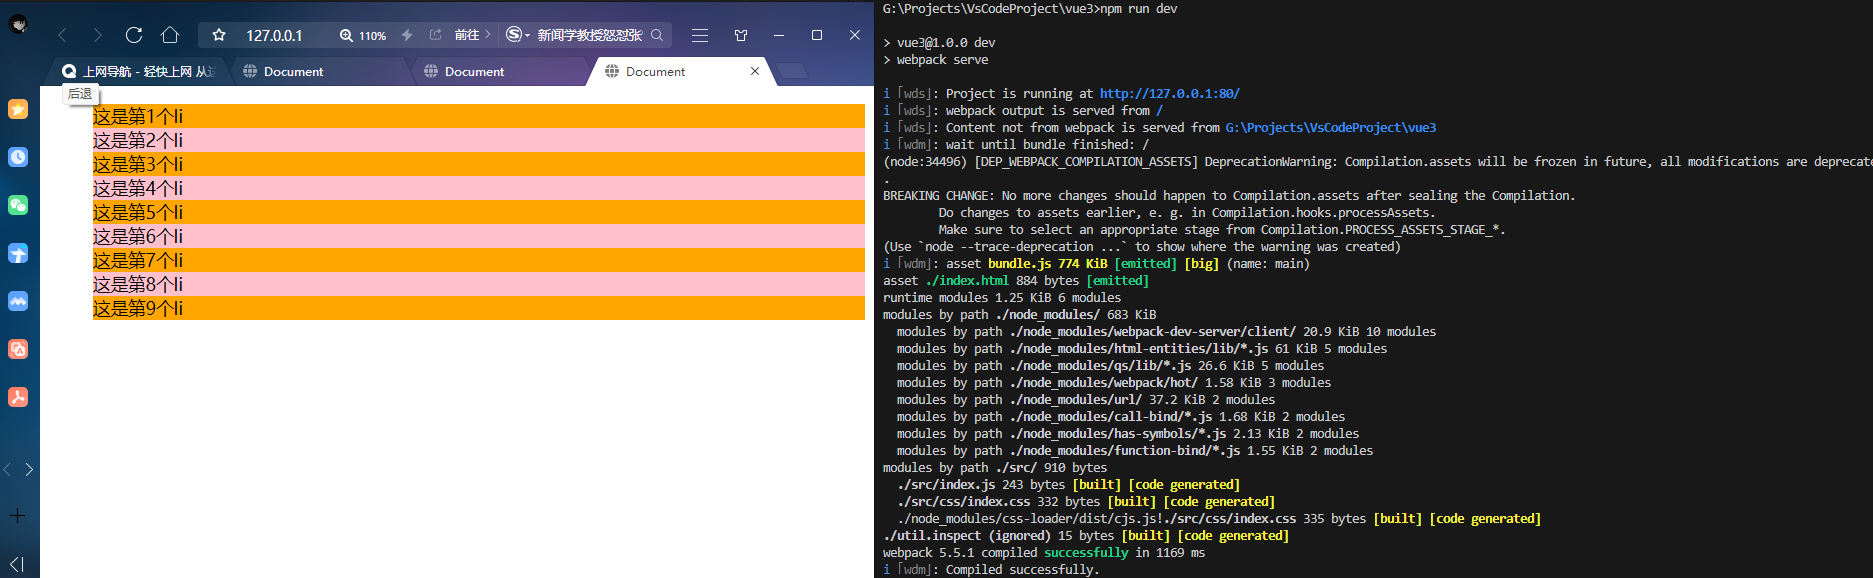 127.0.0.1
110%
前往
新闻学教授怒怼张
上网导航 - 轻快上网 从这
Document
Document
Document
后退
这是第1个li
这是第2个li
这是第3个li
这是第4个li
这是第5个li
这是第6个li
这是第7个li
这是第8个li
这是第9个li
G:\Projects\VsCodeProject\vue3>npm run dev
> vue3@1.0.0 dev
> webpack serve
i ｢wds｣: Project is running at http://127.0.0.1:80/
i ｢wds｣: webpack output is served from /
i ｢wds｣: Content not from webpack is served from G:\Projects\VsCodeProject\vue3
i ｢wdm｣: wait until bundle finished: /
(node:34496) [DEP_WEBPACK_COMPILATION_ASSETS] DeprecationWarning: Compilation.assets will be frozen in future, all modifications are deprecate
.
BREAKING CHANGE: No more changes should happen to Compilation.assets after sealing the Compilation.
Do changes to assets earlier, e. g. in Compilation.hooks.processAssets.
Make sure to select an appropriate stage from Compilation.PROCESS_ASSETS_STAGE_*.
(Use `node --trace-deprecation ...` to show where the warning was created)
i ｢wdm｣: asset bundle.js 774 KiB [emitted] [big] (name: main)
asset ./index.html 884 bytes [emitted]
runtime modules 1.25 KiB 6 modules
modules by path ./node_modules/ 683 KiB
modules by path ./node_modules/webpack-dev-server/client/ 20.9 KiB 10 modules
modules by path ./node_modules/html-entities/lib/*.js 61 KiB 5 modules
modules by path ./node_modules/qs/lib/*.js 26.6 KiB 5 modules
modules by path ./node_modules/webpack/hot/ 1.58 KiB 3 modules
modules by path ./node_modules/url/ 37.2 KiB 2 modules
modules by path ./node_modules/call-bind/*.js 1.68 KiB 2 modules
modules by path ./node_modules/has-symbols/*.js 2.13 KiB 2 modules
modules by path ./node_modules/function-bind/*.js 1.55 KiB 2 modules
modules by path ./src/ 910 bytes
./src/index.js 243 bytes [built] [code generated]
./src/css/index.css 332 bytes [built] [code generated]
./node_modules/css-loader/dist/cjs.js!./src/css/index.css 335 bytes [built] [code generated]
./util.inspect (ignored) 15 bytes [built] [code generated]
webpack 5.5.1 compiled successfully in 1169 ms
i ｢wdm｣: Compiled successfully.